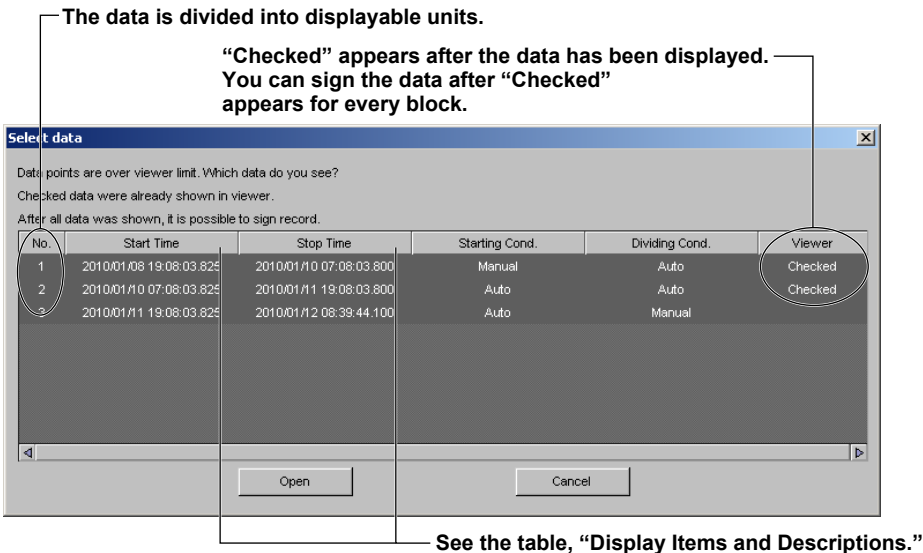 The data is divided into displayable units.
“Checked” appears after the data has been displayed.
You can sign the data after “Checked”
appears for every block.
Select data
Data points are over viewer limit. Which data do you see?
Checked data were already shown in viewer.
After all data was shown, it is possible to sign record.
No. Start Time Stop Time Starting Cond. Dividing Cond. Viewer
1 2010/01/08 19:08:03.825 2010/01/10 07:08:03.800 Manual Auto Checked
2 2010/01/10 07:08:03.825 2010/01/11 19:08:03.800 Auto Auto Checked
3 2010/01/11 19:08:03.825 2010/01/12 08:39:44.100 Auto Manual
Open Cancel
See the table, “Display Items and Descriptions.”